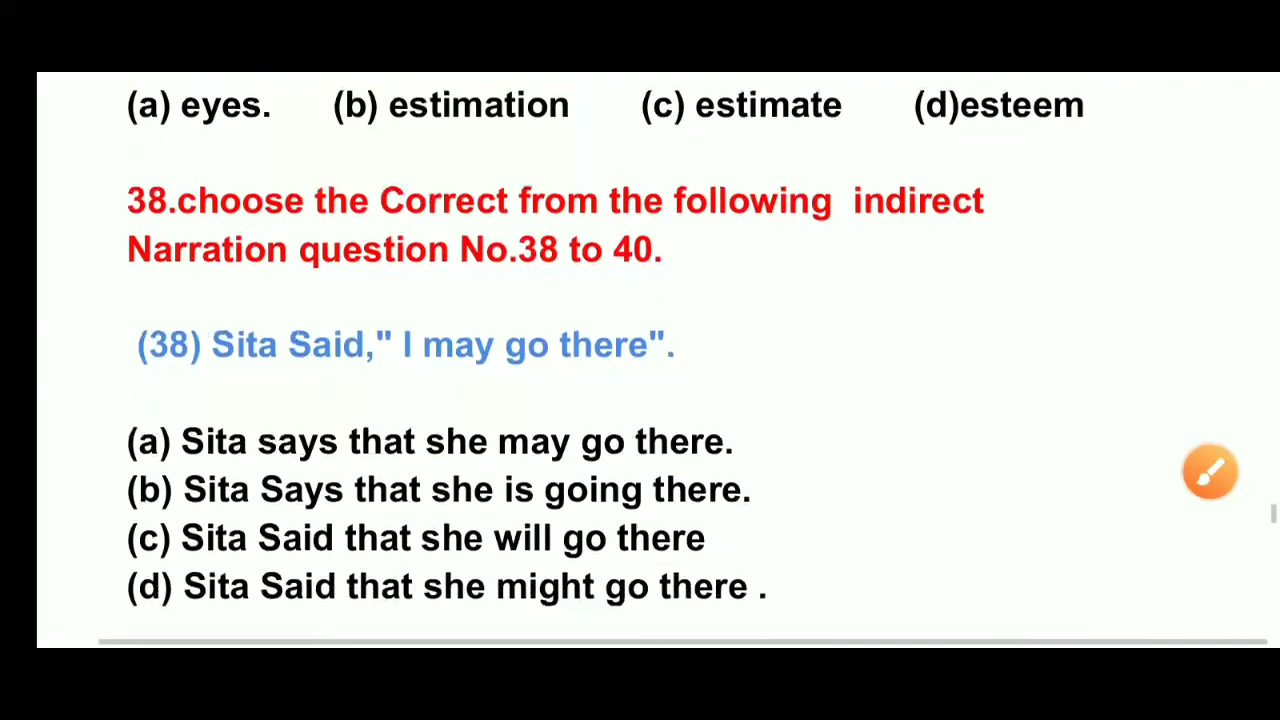 (a) eyes. (b) estimation (c) estimate (d)esteem
38.choose the Correct from the following indirect
Narration question No.38 to 40.
(38) Sita Said," I may go there".
(a) Sita says that she may go there.
(b) Sita Says that she is going there.
(c) Sita Said that she will go there
(d) Sita Said that she might go there .